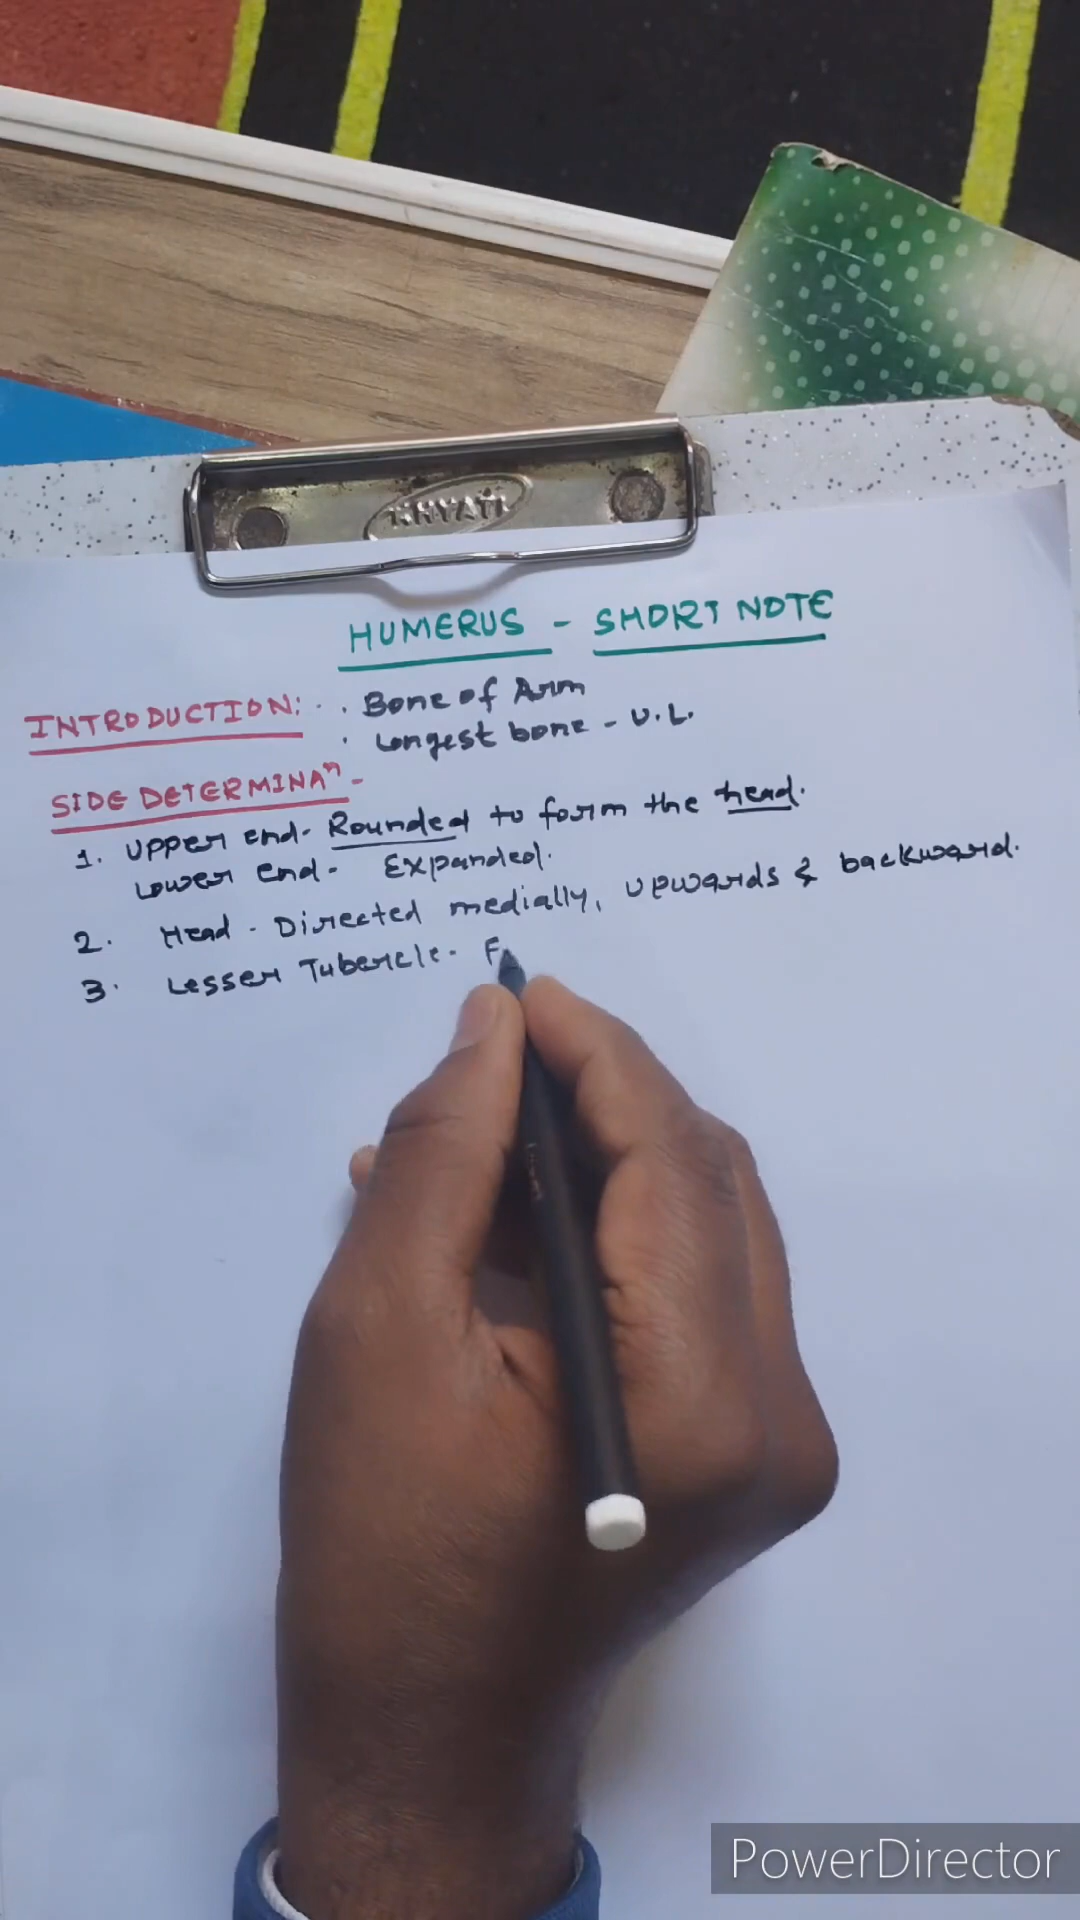 KHYATI
HUMERUS - SHORT NOTE
INTRODUCTION: . Bone of Arm
. Longest bone - U.L.
SIDE DETERMINAⁿ -
1. Upper end - Rounded to form the head.
Lower end - Expanded.
2. Head - Directed medially, upwards & backward.
3. Lesser Tubercle - F
PowerDirector